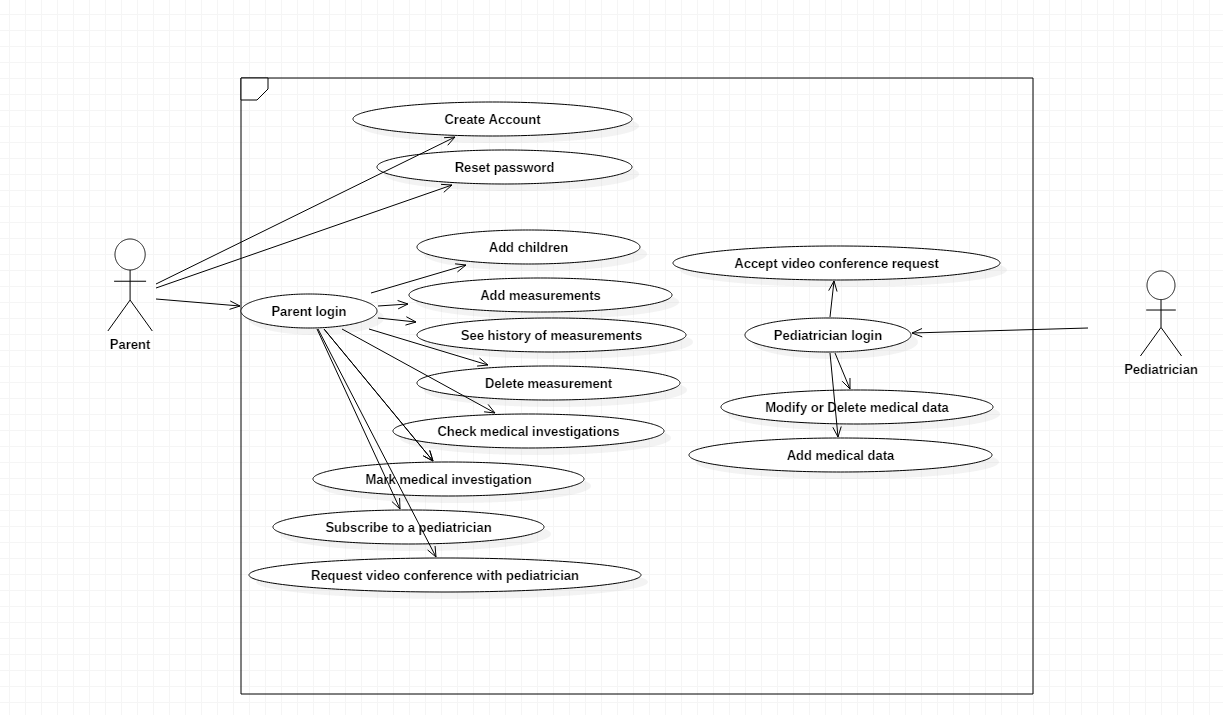 Create Account
Reset password
Add children
Accept video conference request
Add measurements
Parent login
See history of measurements
Pediatrician login
Parent
Pediatrician
Delete measurement
Modify or Delete medical data
Check medical investigations
Add medical data
Mark medical investigation
Subscribe to a pediatrician
Request video conference with pediatrician